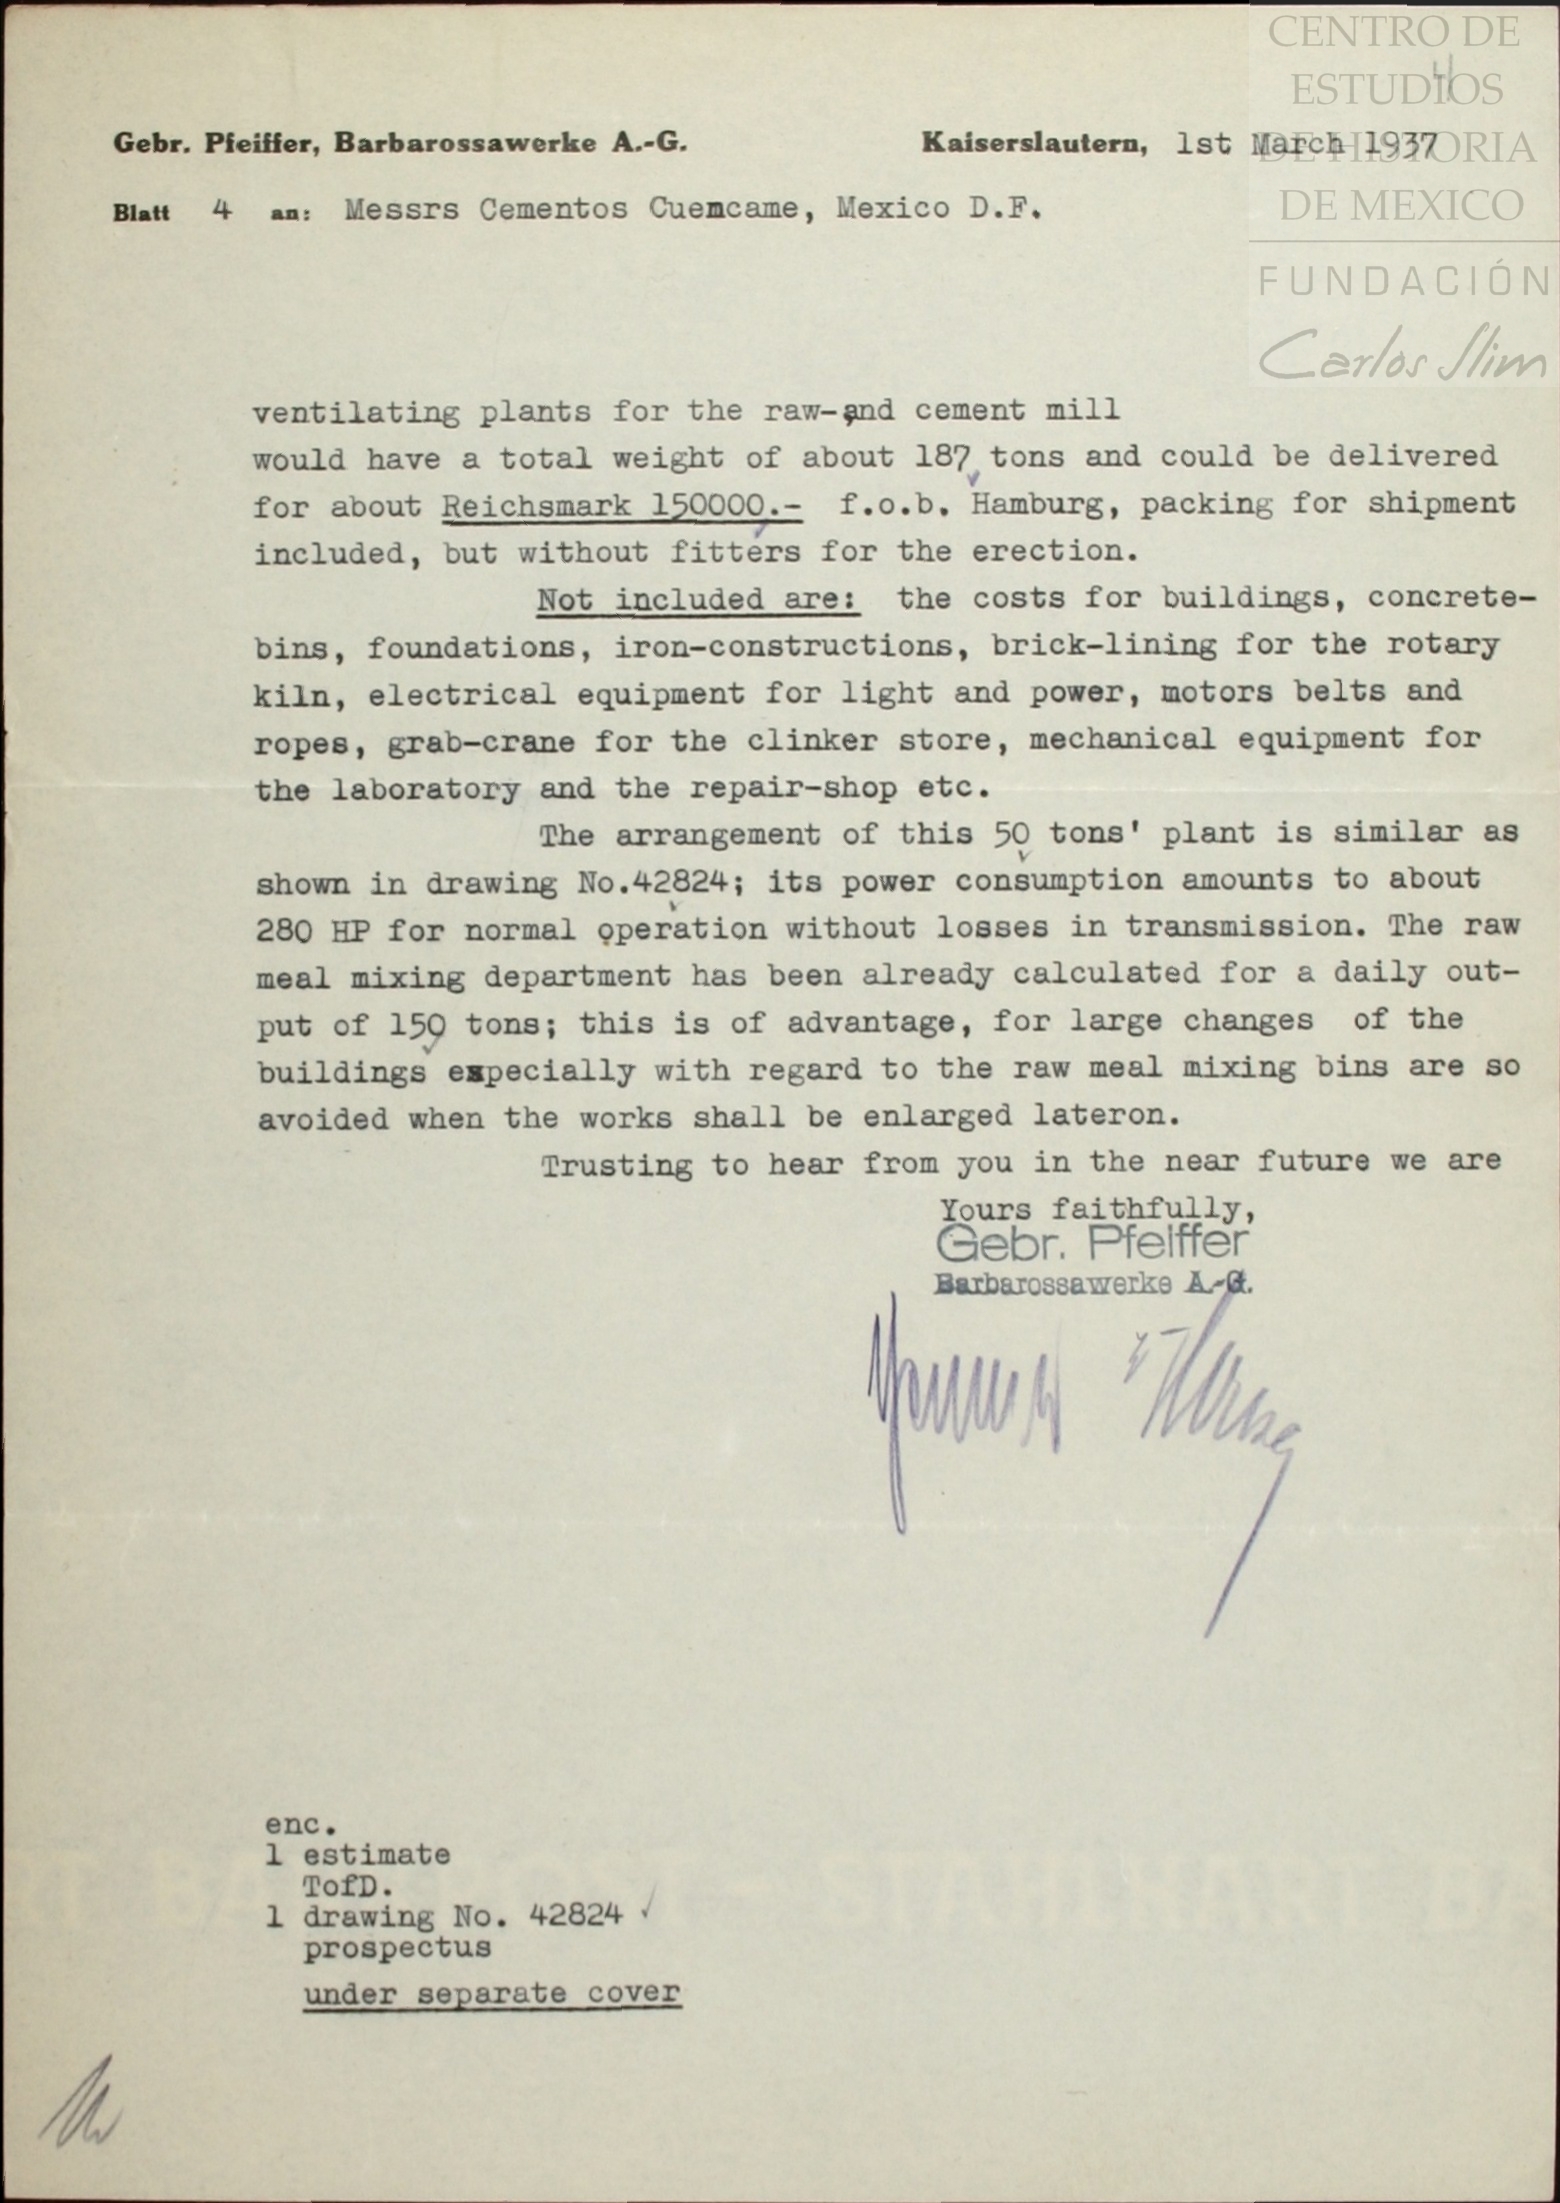 CENTRO DE
ESTUDIOS
DE HISTORIA
DE MEXICO
FUNDACIÓN
Carlos Slim
4
Gebr. Pfeiffer, Barbarossawerke A.-G. Kaiserslautern, 1st March 1937
Blatt 4 an: Messrs Cementos Cuencame, Mexico D.F.
ventilating plants for the raw-and cement mill
would have a total weight of about 187 tons and could be delivered
for about Reichsmark 150000.- f.o.b. Hamburg, packing for shipment
included, but without fitters for the erection.
Not included are: the costs for buildings, concrete-
bins, foundations, iron-constructions, brick-lining for the rotary
kiln, electrical equipment for light and power, motors belts and
ropes, grab-crane for the clinker store, mechanical equipment for
the laboratory and the repair-shop etc.
The arrangement of this 50 tons' plant is similar as
shown in drawing No.42824; its power consumption amounts to about
280 HP for normal operation without losses in transmission. The raw
meal mixing department has been already calculated for a daily out-
put of 150 tons; this is of advantage, for large changes of the
buildings especially with regard to the raw meal mixing bins are so
avoided when the works shall be enlarged lateron.
Trusting to hear from you in the near future we are
Yours faithfully,
Gebr. Pfeiffer
Barbarossawerke A.-G.
enc.
1 estimate
TofD.
1 drawing No. 42824
prospectus
under separate cover